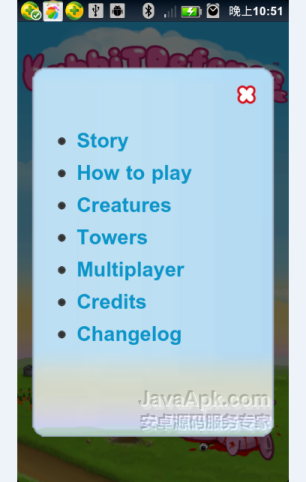 晚上10:51
Story
How to play
Creatures
Towers
Multiplayer
Credits
Changelog
JavaApk.com
安卓源码服务专家